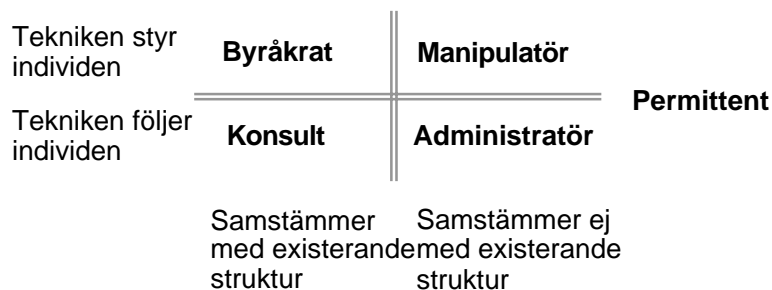 Tekniken styr
individen
Byråkrat
Manipulatör
Permittent
Tekniken följer
individen
Konsult
Administratör
Samstämmer
med existerande
struktur
Samstämmer ej
med existerande
struktur